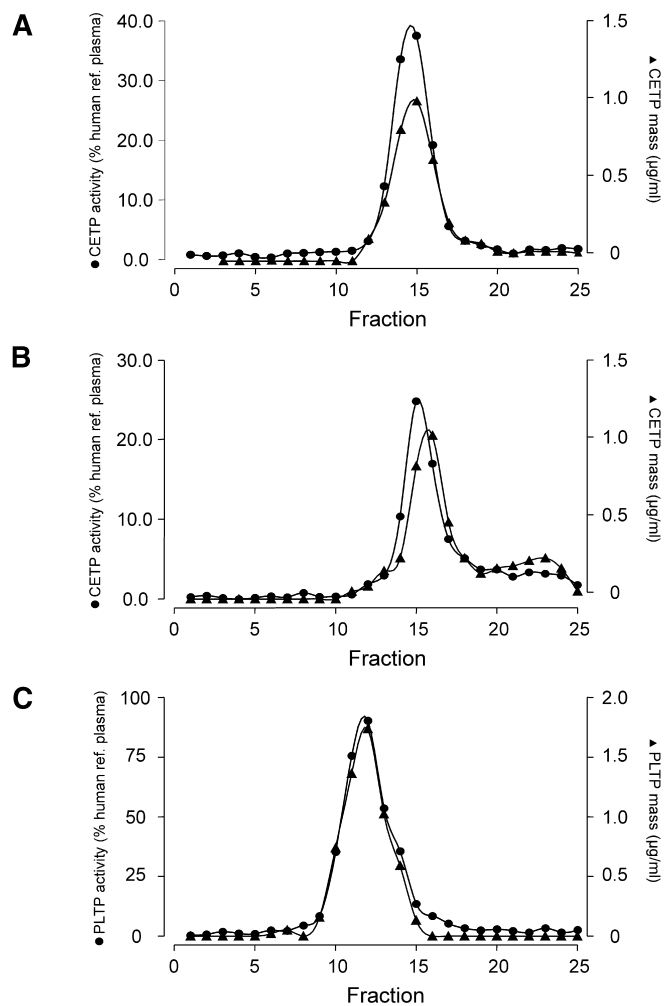 A
● CETP activity (% human ref. plasma)
40.0
30.0
20.0
10.0
0.0
1.5
1.0
0.5
0
▲ CETP mass (µg/ml)
0 5 10 15 20 25
Fraction
B
● CETP activity (% human ref. plasma)
30.0
20.0
10.0
0.0
1.5
1.0
0.5
0
▲ CETP mass (µg/ml)
0 5 10 15 20 25
Fraction
C
● PLTP activity (% human ref. plasma)
100
75
50
25
0
2.0
1.5
1.0
0.5
0
▲ PLTP mass (µg/ml)
0 5 10 15 20 25
Fraction